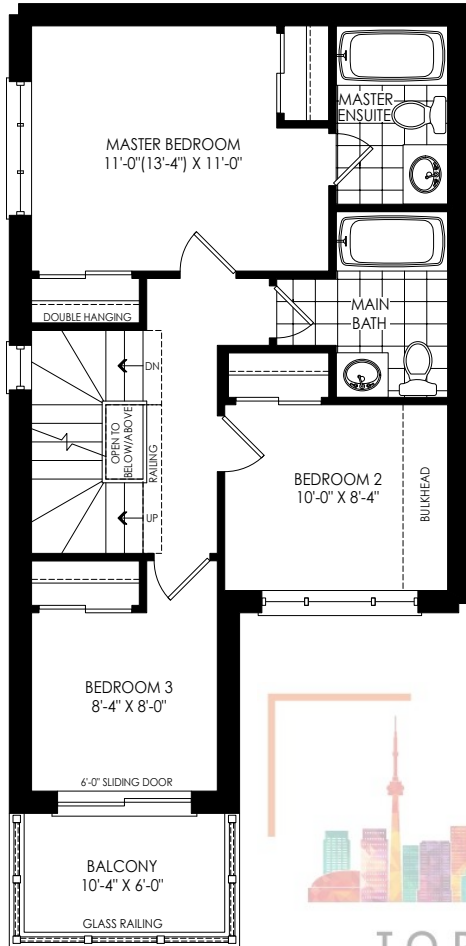 MASTER BEDROOM
11'-0"(13'-4") X 11'-0"
MASTER
ENSUITE
DOUBLE HANGING
MAIN
BATH
DN
OPEN TO
BELOW/ABOVE
RAILING
UP
BEDROOM 2
10'-0" X 8'-4"
BULKHEAD
BEDROOM 3
8'-4" X 8'-0"
6'-0" SLIDING DOOR
BALCONY
10'-4" X 6'-0"
GLASS RAILING